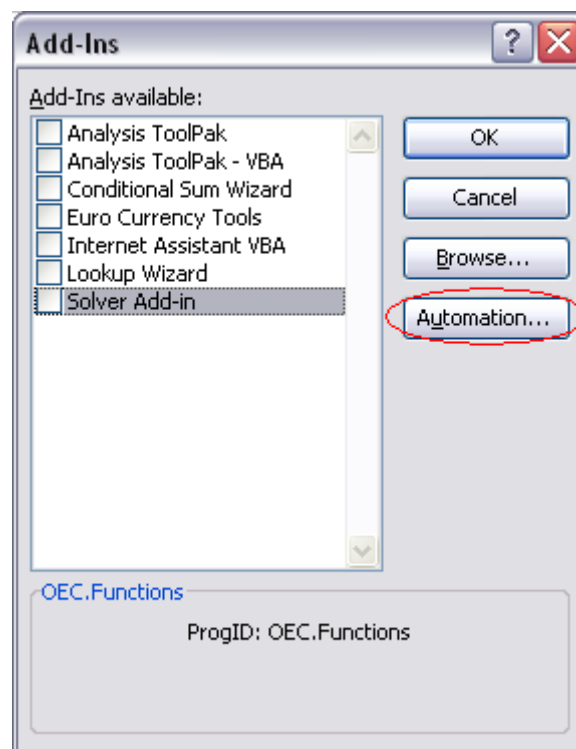 Add-Ins
Add-Ins available:
Analysis ToolPak
Analysis ToolPak - VBA
Conditional Sum Wizard
Euro Currency Tools
Internet Assistant VBA
Lookup Wizard
Solver Add-in
OK
Cancel
Browse...
Automation...
OEC.Functions
ProgID: OEC.Functions